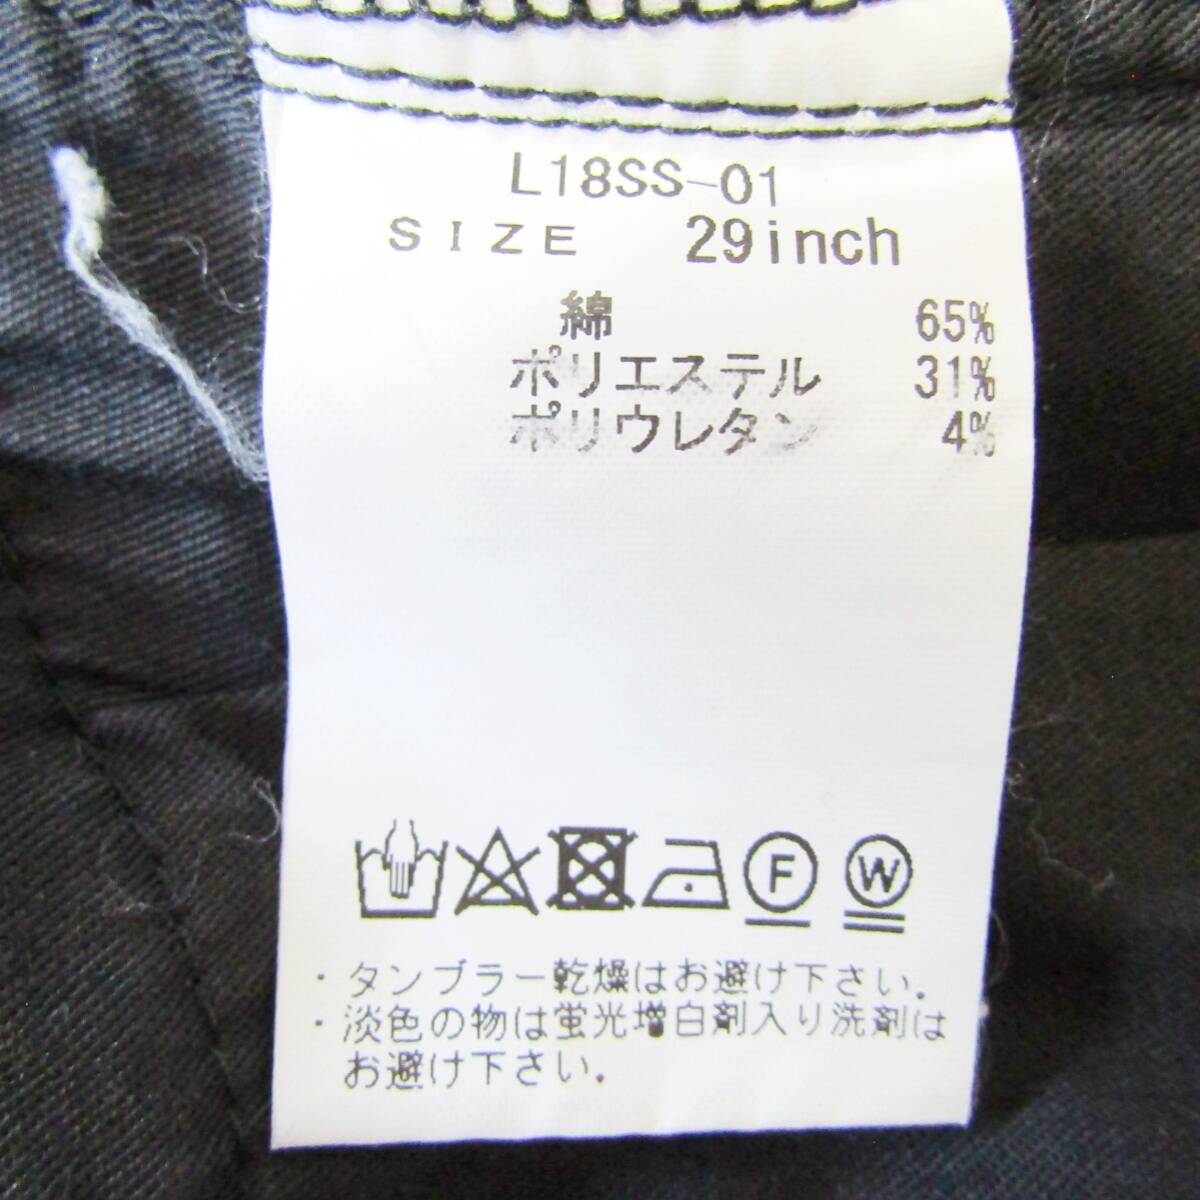 L18SS-01
SIZE 29inch
綿 65%
ポリエステル 31%
ポリウレタン 4%
F W
・タンブラー乾燥はお避け下さい.
・淡色の物は蛍光増白剤入り洗剤は
お避け下さい.